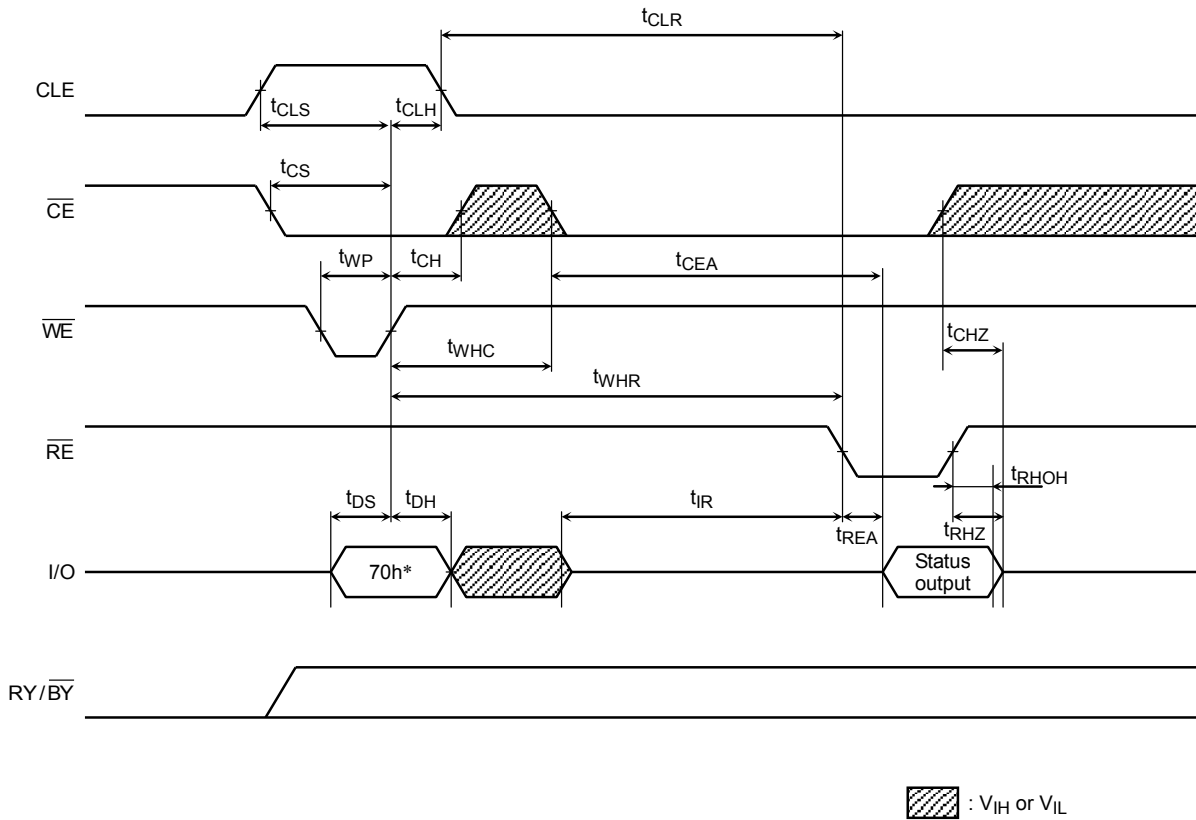 tCLR
CLE
tCLS
tCLH
tCS
CE
tWP
tCH
tCEA
WE
tWHC
tCHZ
tWHR
RE
tRHOH
tDS
tDH
tIR
tREA
tRHZ
I/O
70h*
Status
output
RY/BY
: VIH or VIL